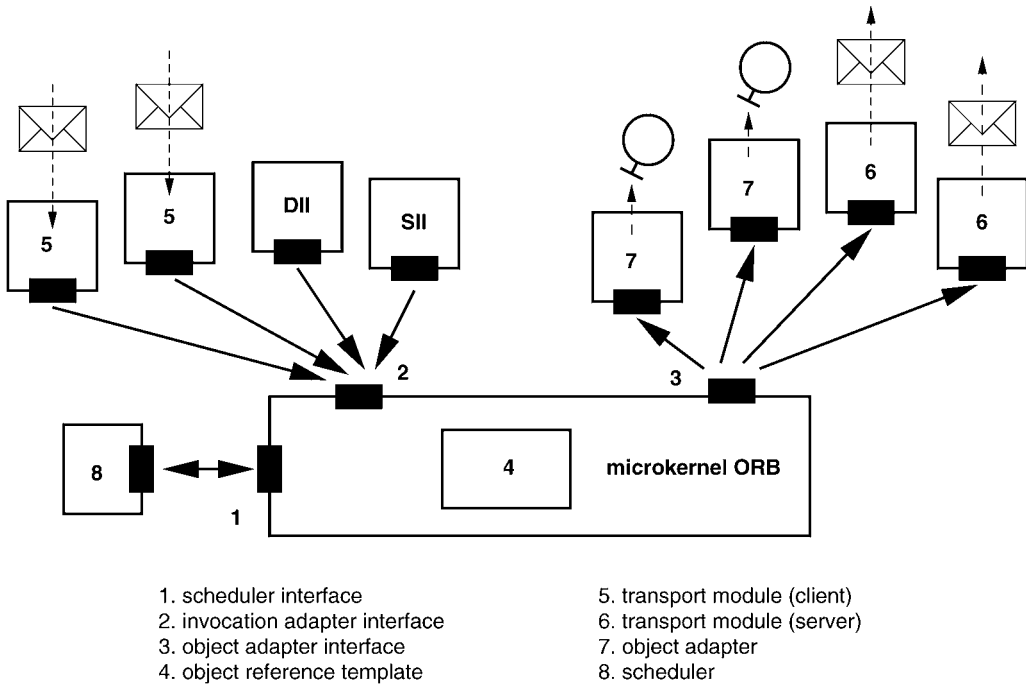 7
6
5
5
DII
SII
7
6
2
3
8
4
microkernel ORB
1
1. scheduler interface
2. invocation adapter interface
3. object adapter interface
4. object reference template
5. transport module (client)
6. transport module (server)
7. object adapter
8. scheduler